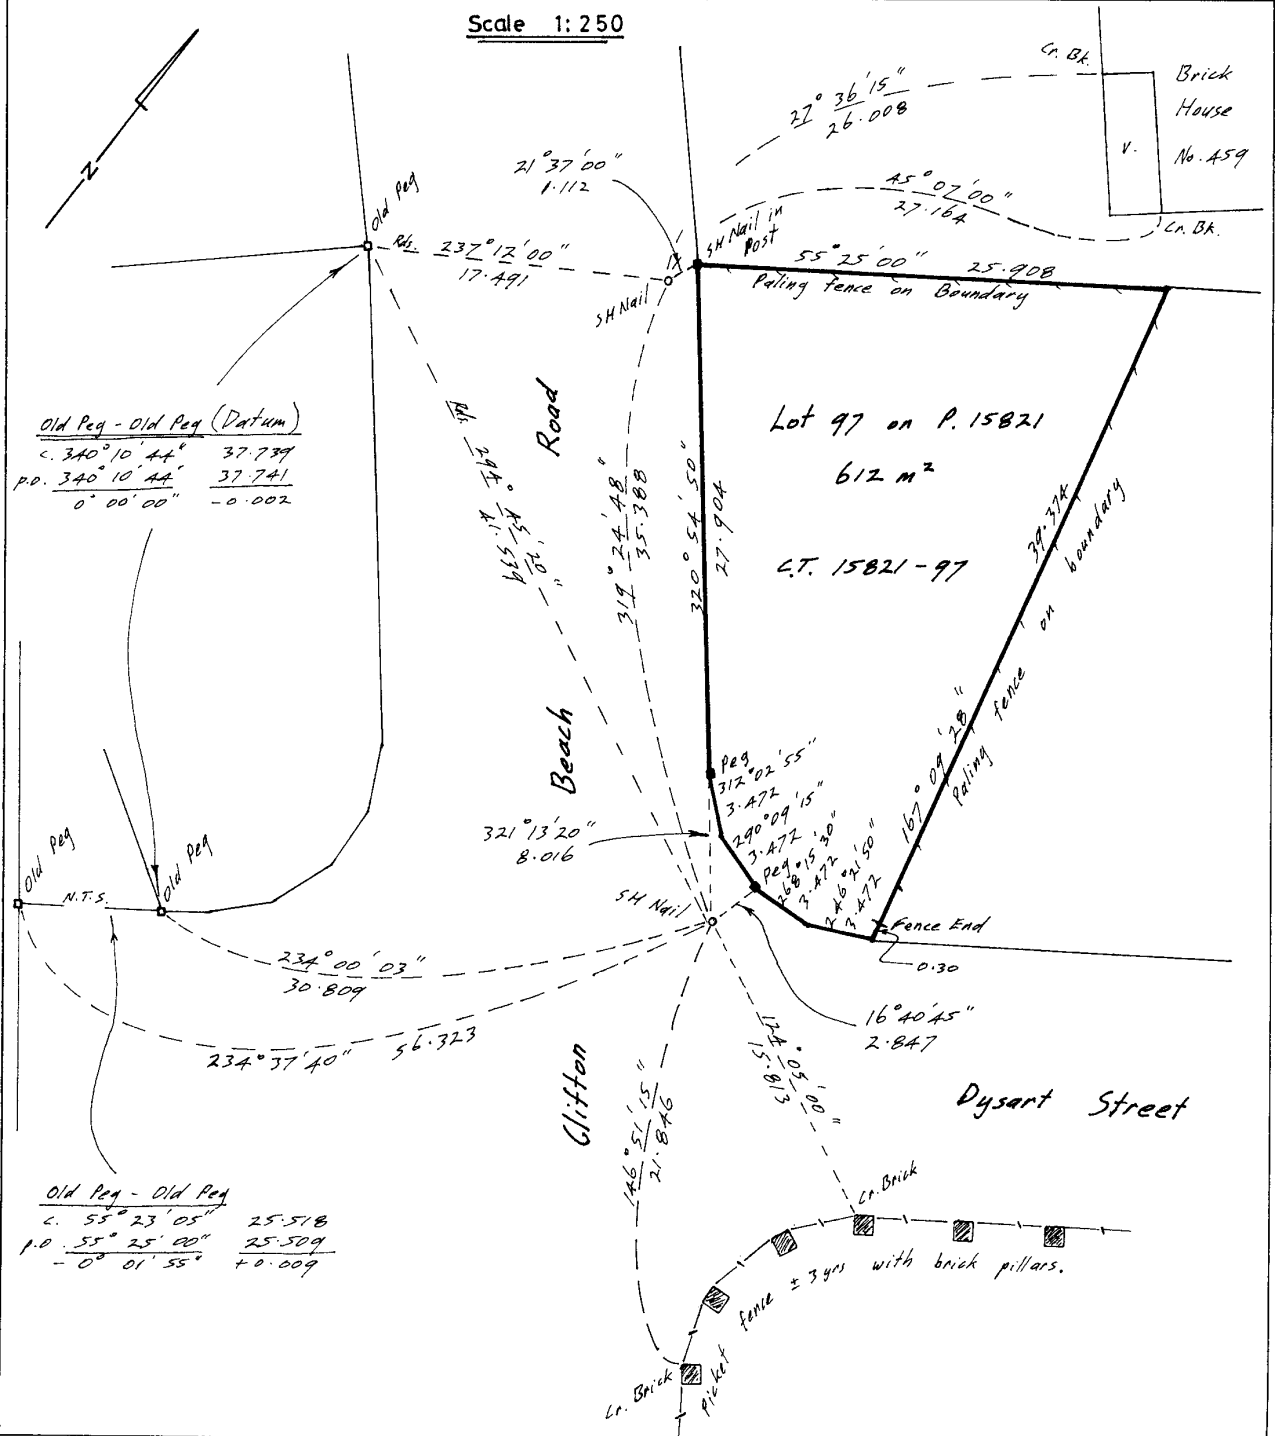 Scale 1:250
N
Cn. Bk.
Brick
House
No. 459
V.
27° 36' 15"
26.008
45° 07' 00"
27.164
Cn. Bk.
21° 37' 00"
1.112
Old Peg
Rds. 237° 12' 00"
17.491
SH Nail
SH Nail in
Post
55° 25' 00" 25.908
Paling fence on Boundary
Old Peg - Old Peg (Datum)
c. 340° 10' 44" 37.739
p.o. 340° 10' 44" 37.741
0° 00' 00" -0.002
Road
Rds. 294° 45' 20"
41.539
319° 24' 48"
35.388
320° 54' 50"
27.904
Lot 97 on P. 15821
612 m²
C.T. 15821-97
39.374
167° 09' 28"
Paling fence on boundary
Beach
Peg
312° 02' 55"
3.472
290° 09' 15"
3.472
Peg
268° 15' 30"
3.472
246° 21' 50"
3.472
321° 13' 20"
8.016
SH Nail
Fence End
0.30
Old Peg
N.T.S.
Old Peg
234° 00' 03"
30.809
234° 37' 40" 56.323
16° 40' 45"
2.847
124° 05' 00"
15.813
Clifton
146° 51' 15"
21.846
Dysart Street
Old Peg - Old Peg
c. 55° 23' 05" 25.518
p.o. 55° 25' 00" 25.509
- 0° 01' 55" +0.009
Cn. Brick
Picket fence ± 3 yrs with brick pillars.
Cn. Brick